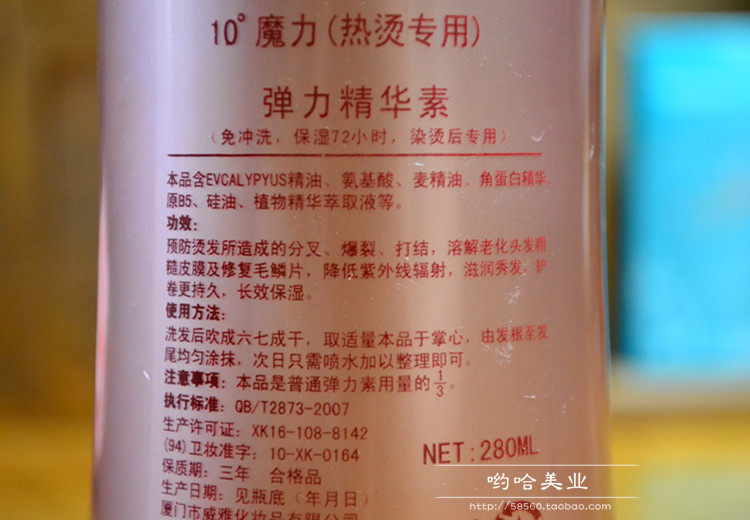 10°魔力(热烫专用)
弹力精华素
(免冲洗，保湿72小时，染烫后专用)
本品含EVCALYPYUS精油、氨基酸、麦精油、角蛋白精华、
原B5、硅油、植物精华萃取液等。
功效:
预防烫发所造成的分叉、爆裂、打结，溶解老化头发粗
糙皮膜及修复毛鳞片，降低紫外线辐射，滋润秀发，护
卷更持久，长效保湿。
使用方法:
洗发后吹成六七成干，取适量本品于掌心，由发根至发
尾均匀涂抹，次日只需喷水加以整理即可。
注意事项: 本品是普通弹力素用量的1/3。
执行标准: QB/T2873-2007
生产许可证: XK16-108-8142
(94)卫妆准字: 10-XK-0164
保质期: 三年 合格品
生产日期: 见瓶底(年月日)
厦门市威雅化妆品有限公司
NET: 280ML
哟哈美业
http://58560.taobao.com